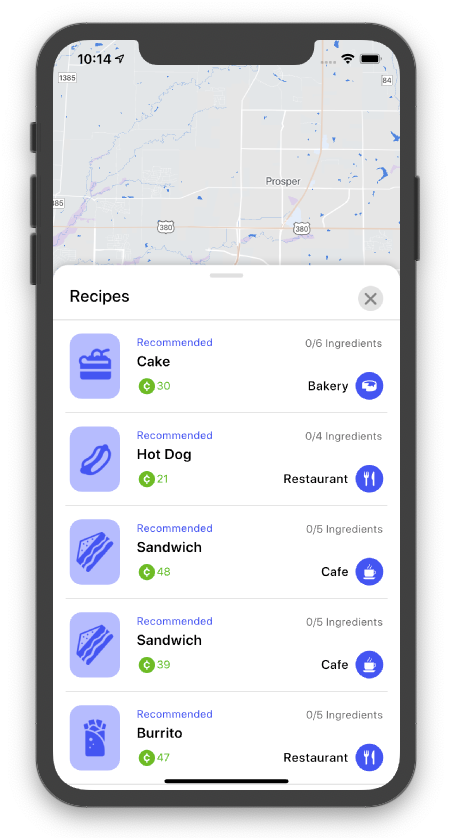 10:14
1385
84
Prosper
385
380
380
Recipes
Recommended
0/6 Ingredients
Cake
¢ 30
Bakery
Recommended
0/4 Ingredients
Hot Dog
¢ 21
Restaurant
Recommended
0/5 Ingredients
Sandwich
¢ 48
Cafe
Recommended
0/5 Ingredients
Sandwich
¢ 39
Cafe
Recommended
0/5 Ingredients
Burrito
¢ 47
Restaurant